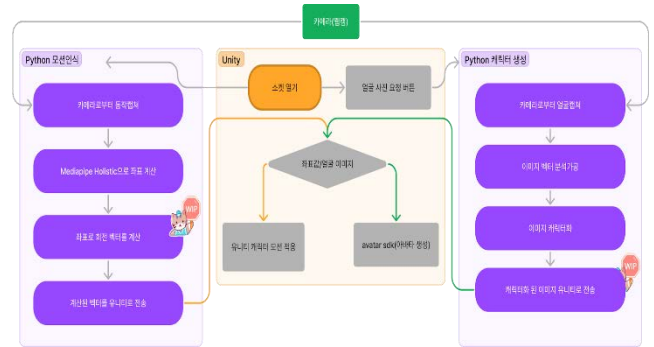 카메라(웹캠)
Python 모션인식
Unity
Python 캐릭터 생성
카메라로부터 동작캡쳐
소켓 열기
얼굴 사진 요청 버튼
카메라로부터 얼굴캡쳐
Mediapipe Holistic으로 좌표 계산
좌표값/얼굴 이미지
이미지 벡터 분석가공
WIP
좌표로 회전 벡터를 계산
유니티 캐릭터 모션 적용
avatar sdk(아바타 생성)
이미지 캐릭터화
WIP
계산된 벡터를 유니티로 전송
캐릭터화 된 이미지 유니티로 전송